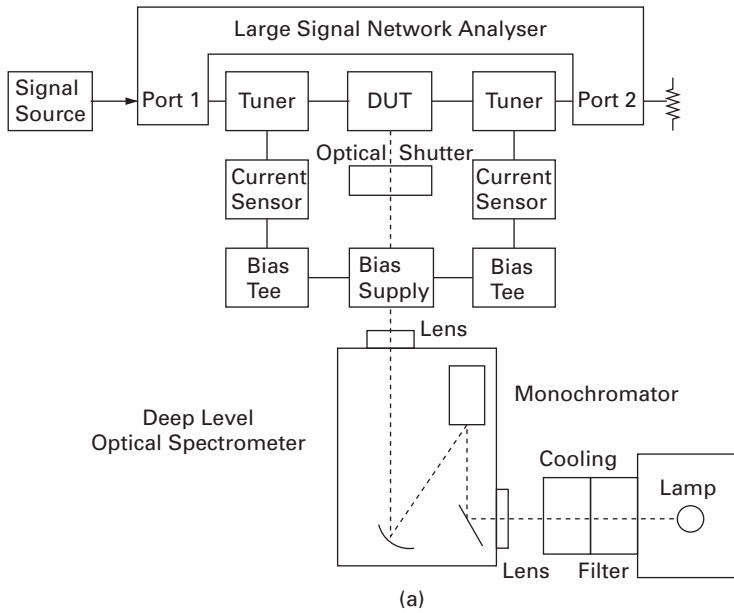 Large Signal Network Analyser
Signal
Source
Port 1
Tuner
DUT
Tuner
Port 2
Optical Shutter
Current
Sensor
Current
Sensor
Bias
Tee
Bias
Supply
Bias
Tee
Lens
Monochromator
Deep Level
Optical Spectrometer
Cooling
Lamp
Lens
Filter
(a)